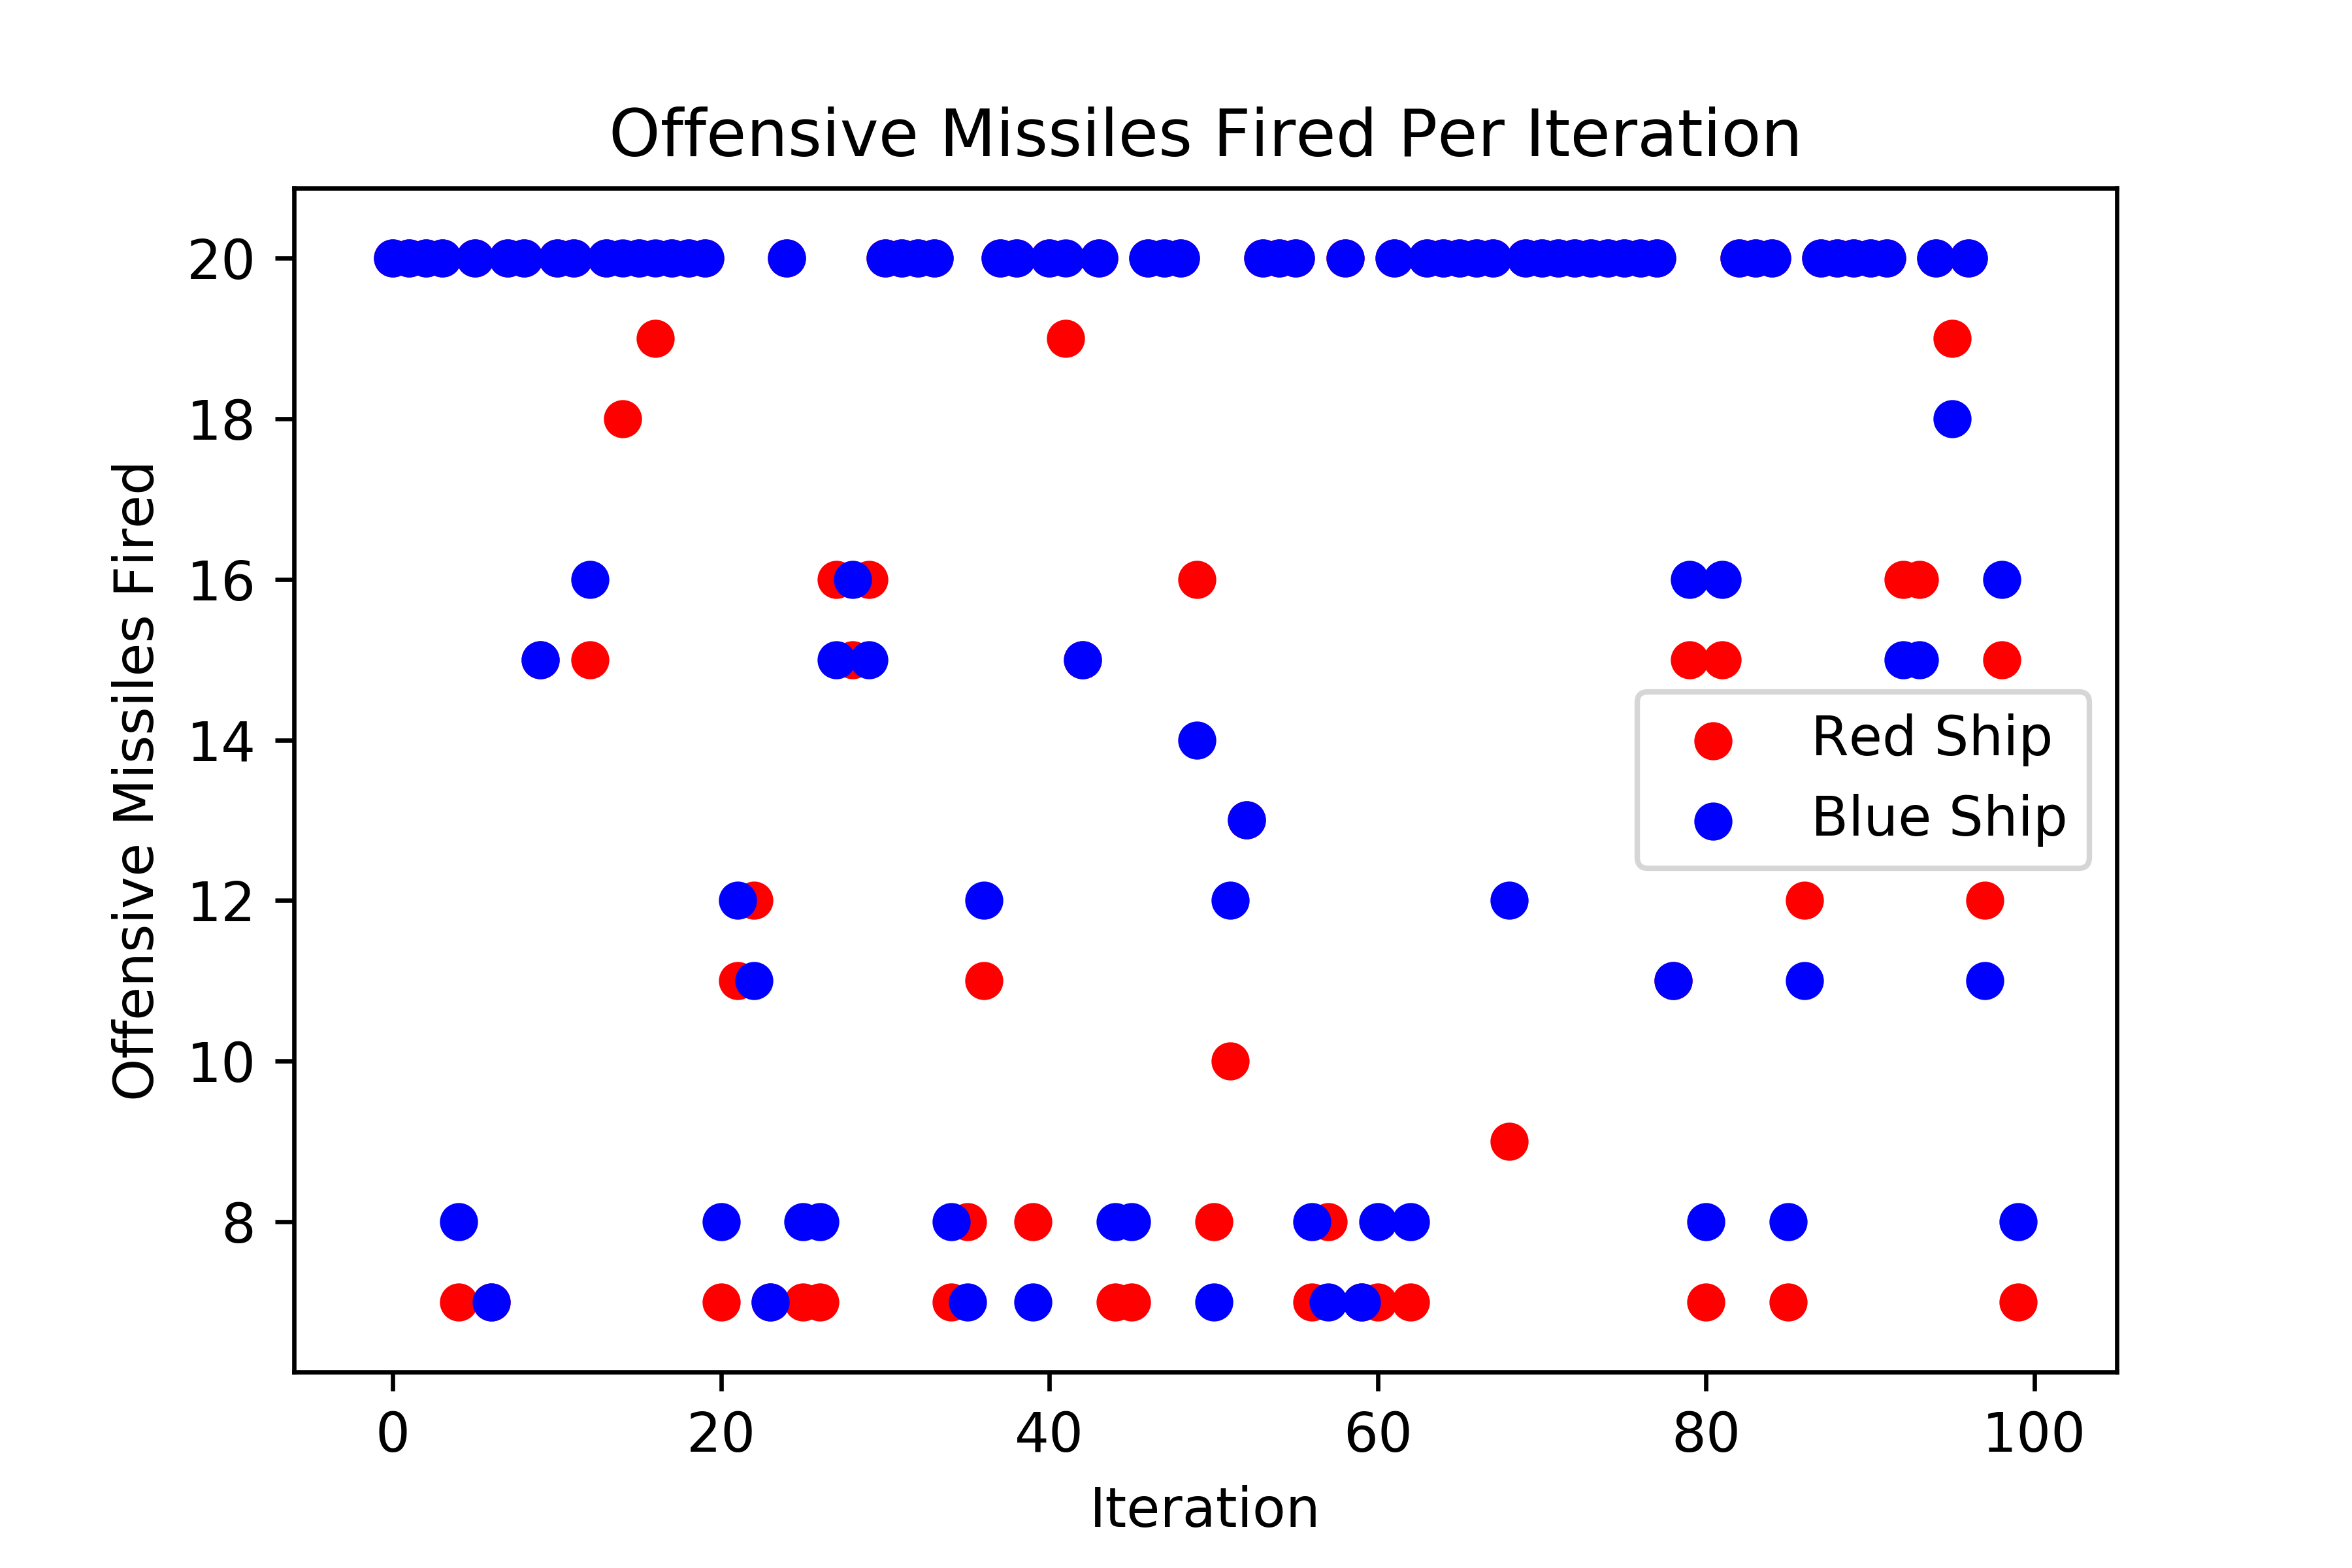 Offensive Missiles Fired Per Iteration
Offensive Missiles Fired
20
18
16
14
12
10
8
Red Ship
Blue Ship
0 20 40 60 80 100
Iteration